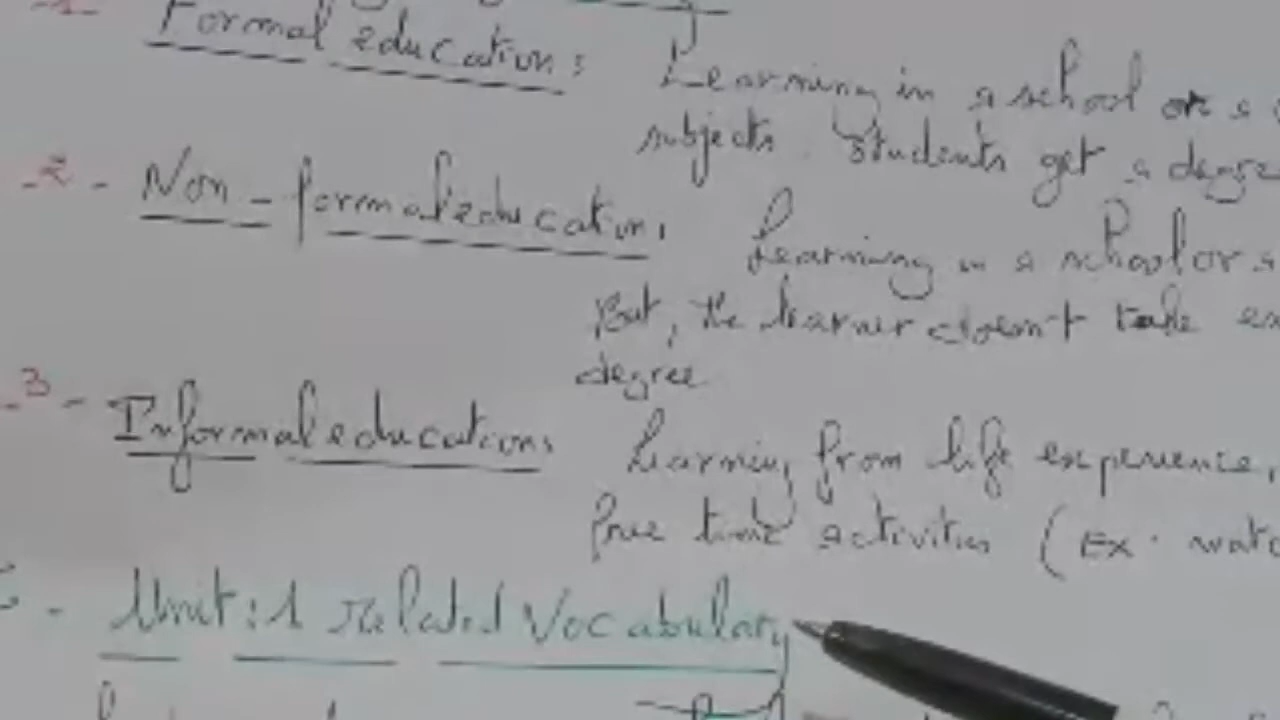 -1-
Formal education: Learning in a school or a
subjects. Students get a degree
-2- Non-formal education: Learning in a school or a
But, the learner doesn't take
degree
-3- Informal education: Learning from life experience,
free time activities (Ex.
- Unit:1 Related Vocabulary